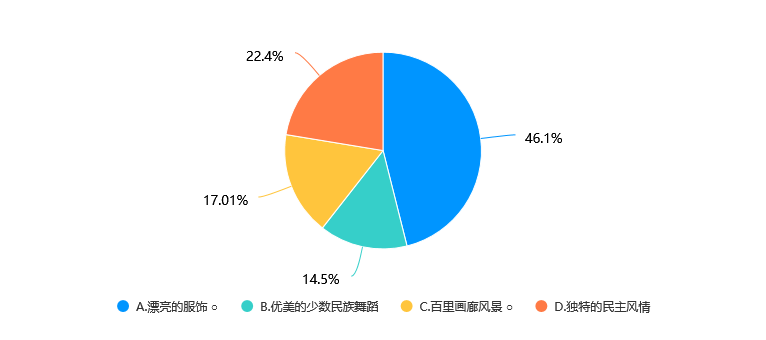 22.4%
46.1%
17.01%
14.5%
A.漂亮的服饰 。
B.优美的少数民族舞蹈
C.百里画廊风景 。
D.独特的民主风情